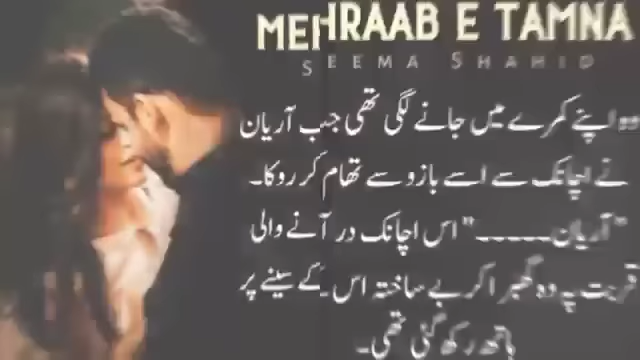 MEHRAAB E TAMNA
SEEMA SHAHID
وہ اپنے کمرے میں جانے لگی تھی جب آریان
نے اچانک سے اسے بازو سے تھام کر روکا۔
"آریان۔۔۔۔۔" اس اچانک در آنے والی
قربت پہ وہ گھبرا کر بے ساختہ اس کے سینے پر
ہاتھ رکھ گئی تھی۔